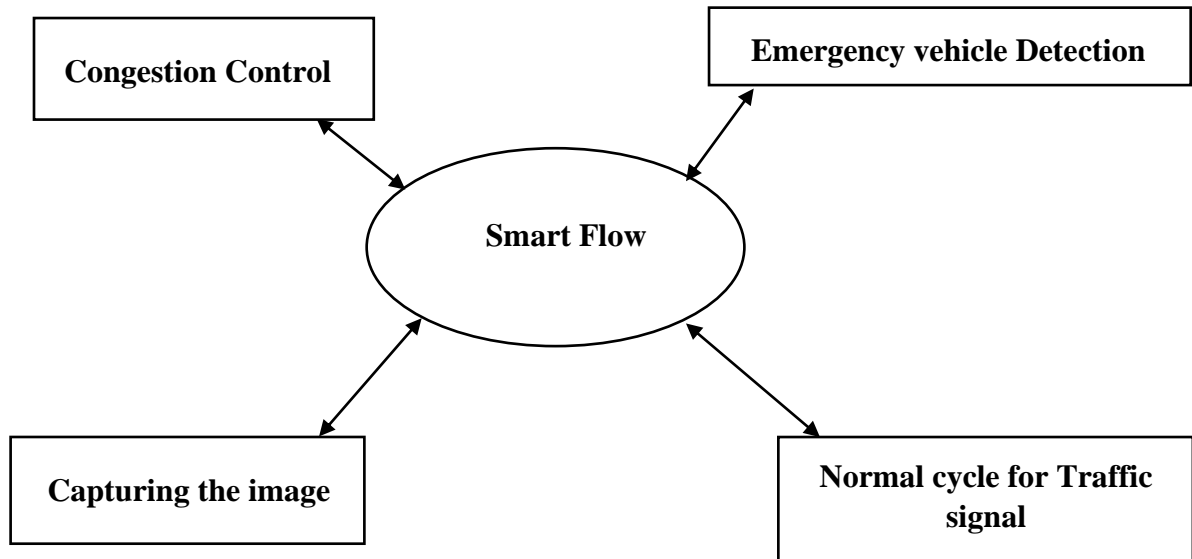 Congestion Control
Emergency vehicle Detection
Smart Flow
Capturing the image
Normal cycle for Traffic
signal